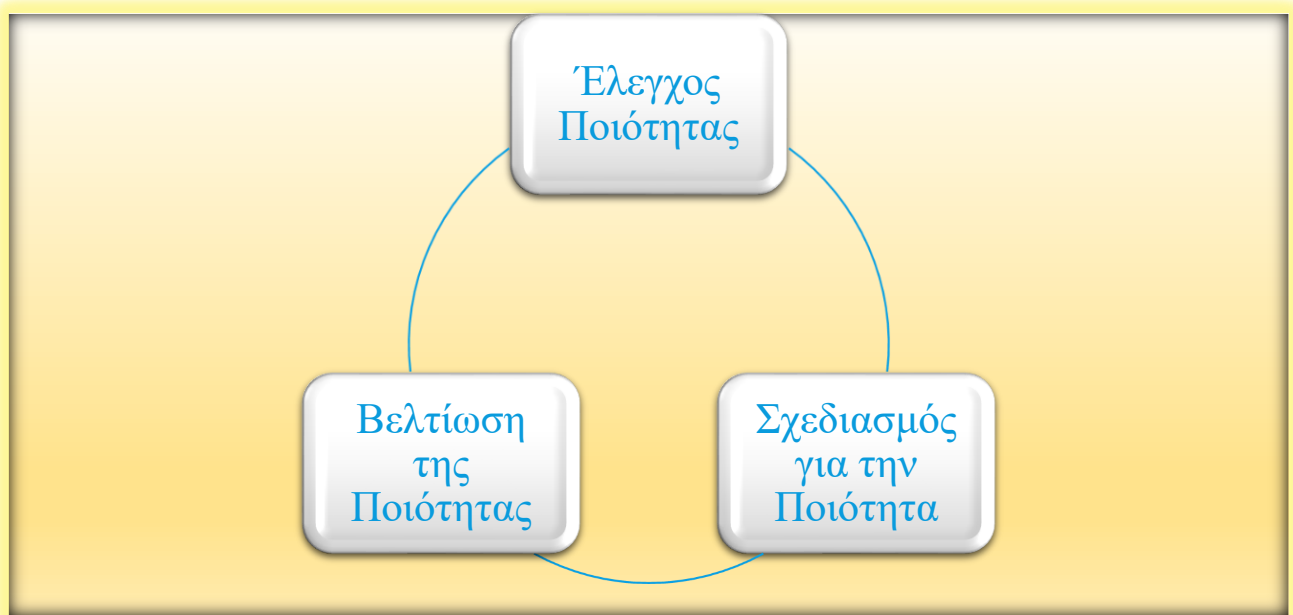 Έλεγχος
Ποιότητας
Βελτίωση
της
Ποιότητας
Σχεδιασμός
για την
Ποιότητα